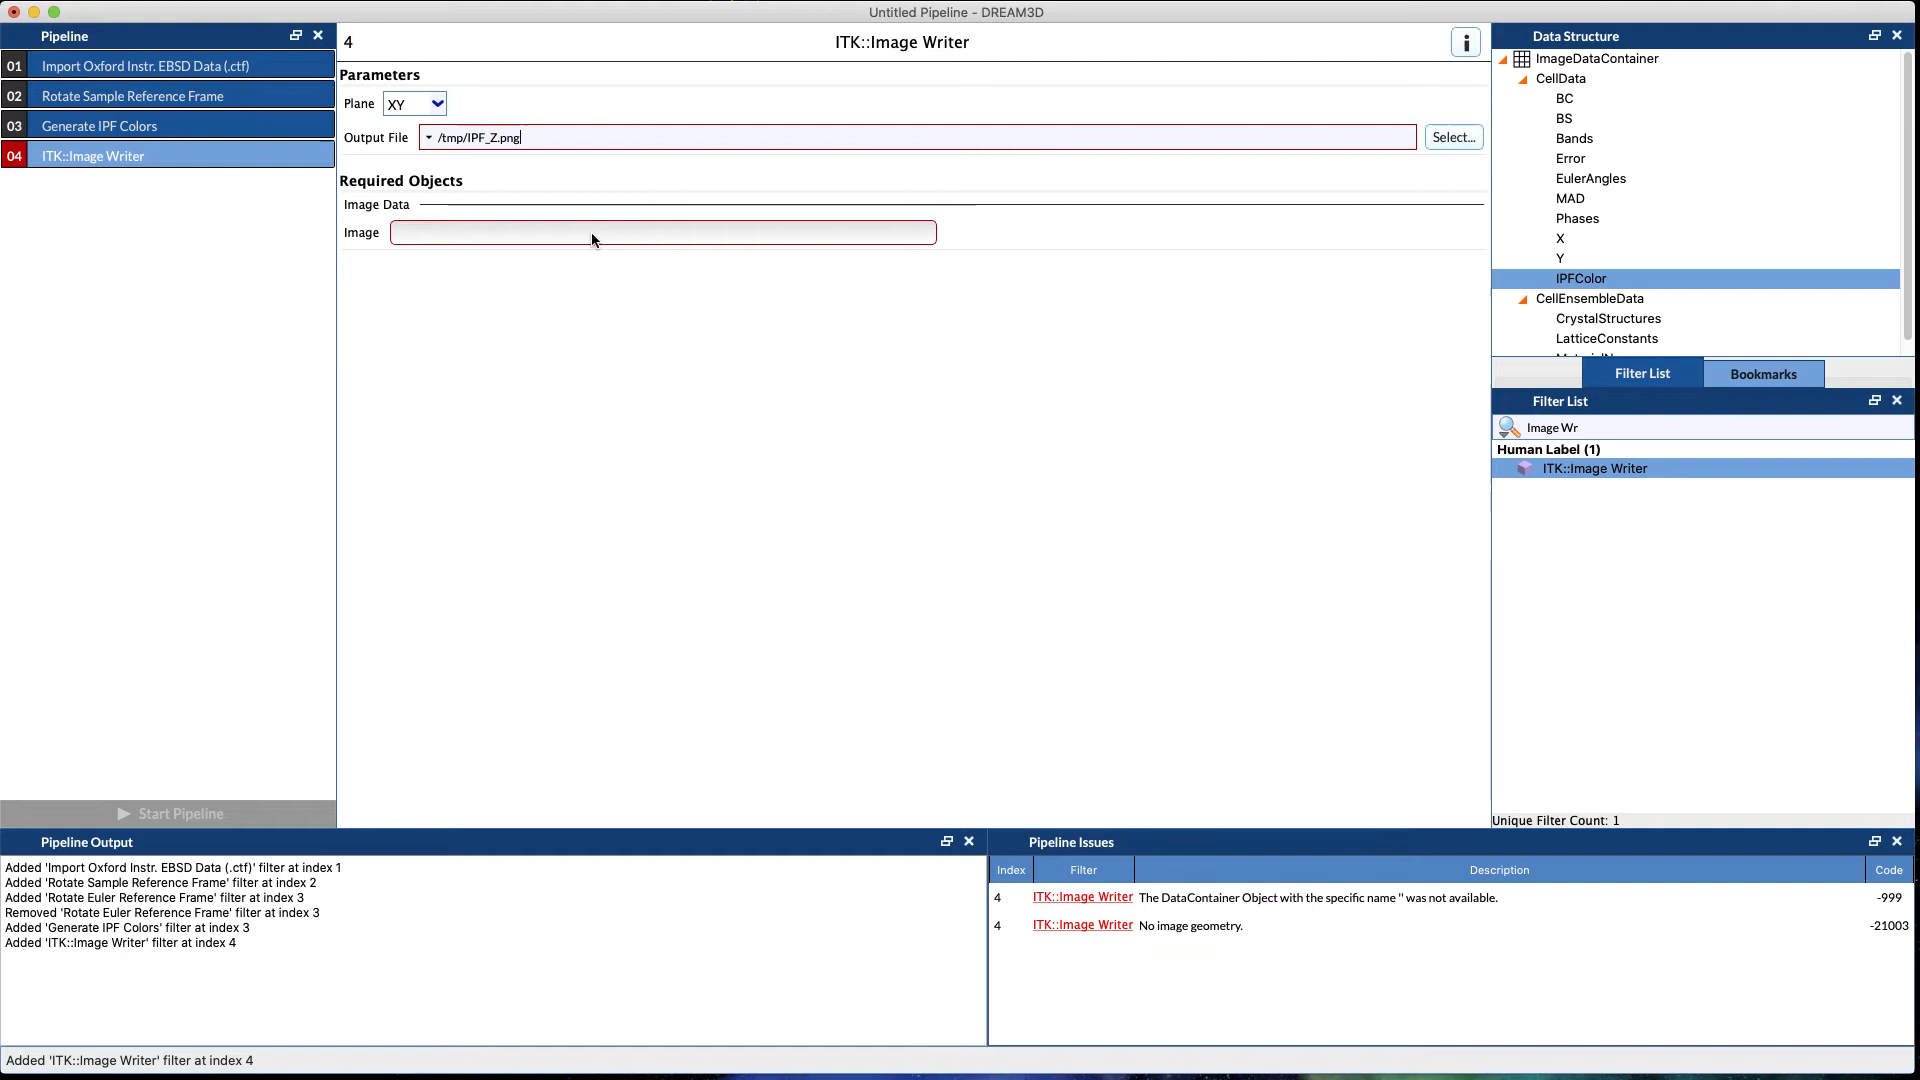 Untitled Pipeline - DREAM3D
Pipeline
01 Import Oxford Instr. EBSD Data (.ctf)
02 Rotate Sample Reference Frame
03 Generate IPF Colors
04 ITK::Image Writer
Start Pipeline
4 ITK::Image Writer
Parameters
Plane XY
Output File /tmp/IPF_Z.png Select...
Required Objects
Image Data
Image
Data Structure
ImageDataContainer
CellData
BC
BS
Bands
Error
EulerAngles
MAD
Phases
X
Y
IPFColor
CellEnsembleData
CrystalStructures
LatticeConstants
Filter List Bookmarks
Filter List
Image Wr
Human Label (1)
ITK::Image Writer
Unique Filter Count: 1
Pipeline Output
Added 'Import Oxford Instr. EBSD Data (.ctf)' filter at index 1
Added 'Rotate Sample Reference Frame' filter at index 2
Added 'Rotate Euler Reference Frame' filter at index 3
Removed 'Rotate Euler Reference Frame' filter at index 3
Added 'Generate IPF Colors' filter at index 3
Added 'ITK::Image Writer' filter at index 4
Pipeline Issues
Index Filter Description Code
4 ITK::Image Writer The DataContainer Object with the specific name '' was not available. -999
4 ITK::Image Writer No image geometry. -21003
Added 'ITK::Image Writer' filter at index 4